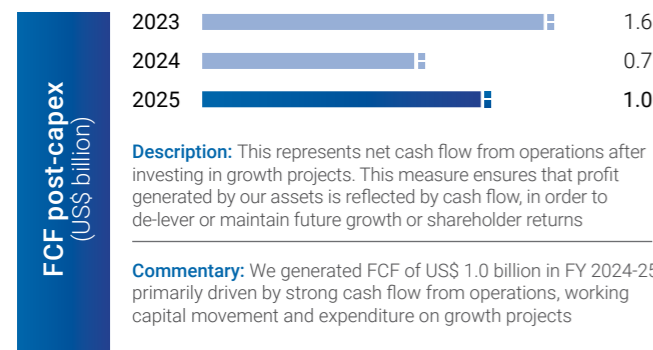 FCF post-capex
(US$ billion)
2023 1.6
2024 0.7
2025 1.0
Description: This represents net cash flow from operations after
investing in growth projects. This measure ensures that profit
generated by our assets is reflected by cash flow, in order to
de-lever or maintain future growth or shareholder returns
Commentary: We generated FCF of US$ 1.0 billion in FY 2024-25
primarily driven by strong cash flow from operations, working
capital movement and expenditure on growth projects